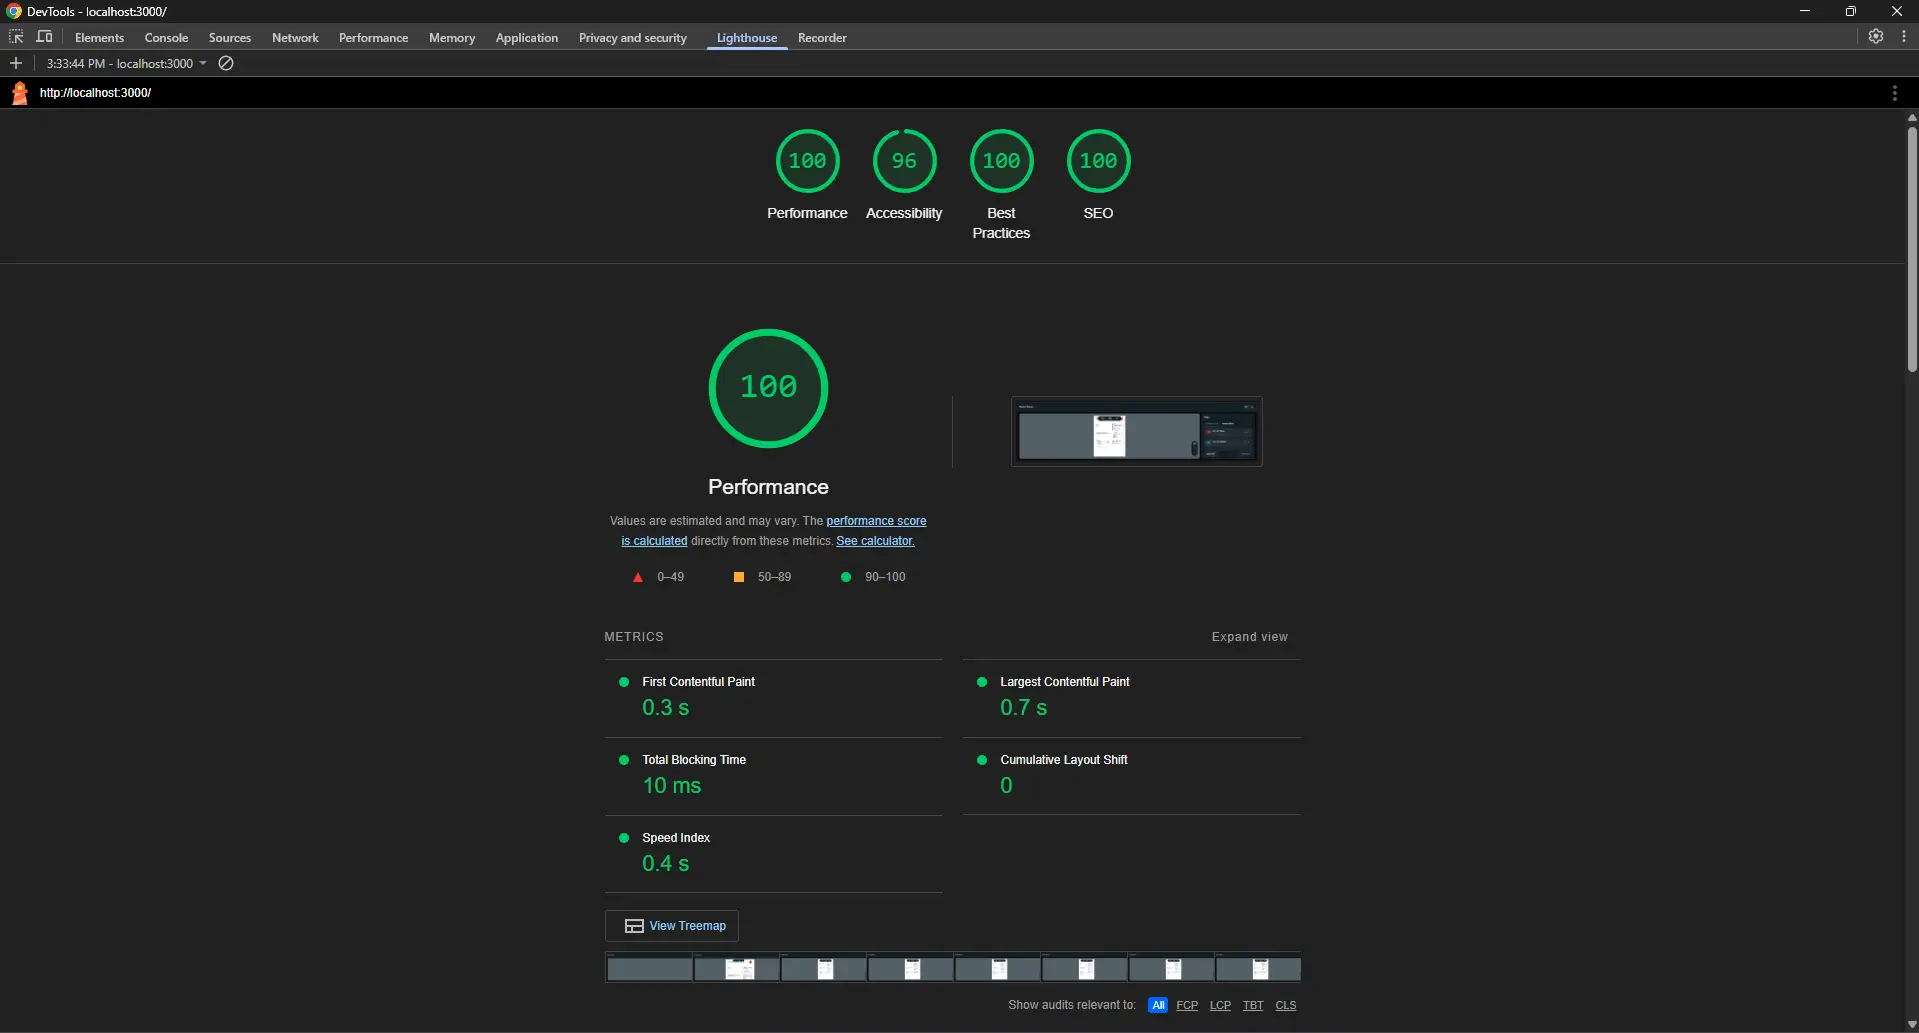 DevTools - localhost:3000/
Elements Console Sources Network Performance Memory Application Privacy and security Lighthouse Recorder
3:33:44 PM - localhost:3000
http://localhost:3000/
100 96 100 100
Performance Accessibility Best Practices SEO
100
Performance
Values are estimated and may vary. The performance score
is calculated directly from these metrics. See calculator.
0–49 50–89 90–100
METRICS Expand view
First Contentful Paint
0.3 s
Largest Contentful Paint
0.7 s
Total Blocking Time
10 ms
Cumulative Layout Shift
0
Speed Index
0.4 s
View Treemap
Show audits relevant to: All FCP LCP TBT CLS